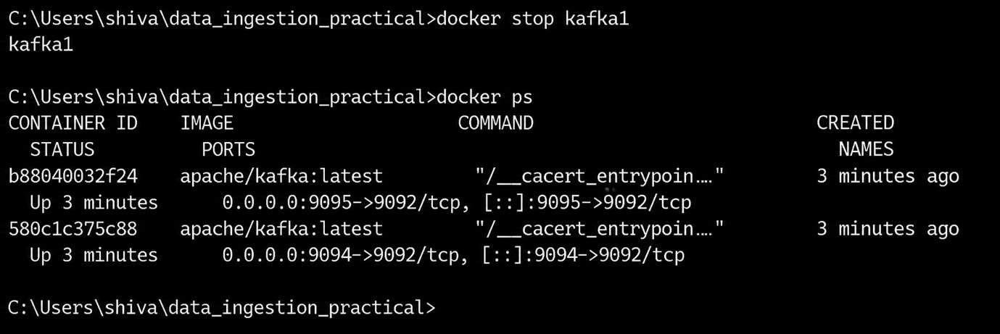 C:\Users\shiva\data_ingestion_practical>docker stop kafka1
kafka1
C:\Users\shiva\data_ingestion_practical>docker ps
CONTAINER ID    IMAGE                     COMMAND                           CREATED
  STATUS          PORTS                                                       NAMES
b88040032f24    apache/kafka:latest         "/__cacert_entrypoin…."         3 minutes ago
  Up 3 minutes      0.0.0.0:9095->9092/tcp, [::]:9095->9092/tcp
580c1c375c88    apache/kafka:latest         "/__cacert_entrypoin…."         3 minutes ago
  Up 3 minutes      0.0.0.0:9094->9092/tcp, [::]:9094->9092/tcp
C:\Users\shiva\data_ingestion_practical>